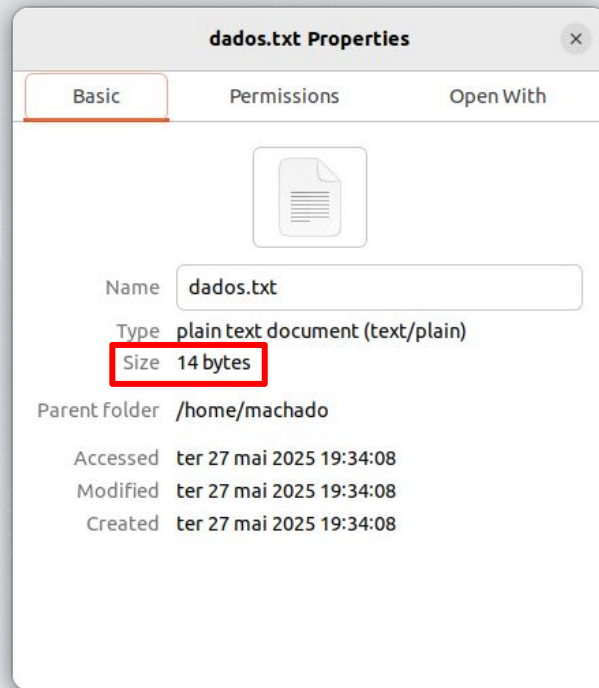 dados.txt Properties
Basic Permissions Open With
Name dados.txt
Type plain text document (text/plain)
Size 14 bytes
Parent folder /home/machado
Accessed ter 27 mai 2025 19:34:08
Modified ter 27 mai 2025 19:34:08
Created ter 27 mai 2025 19:34:08